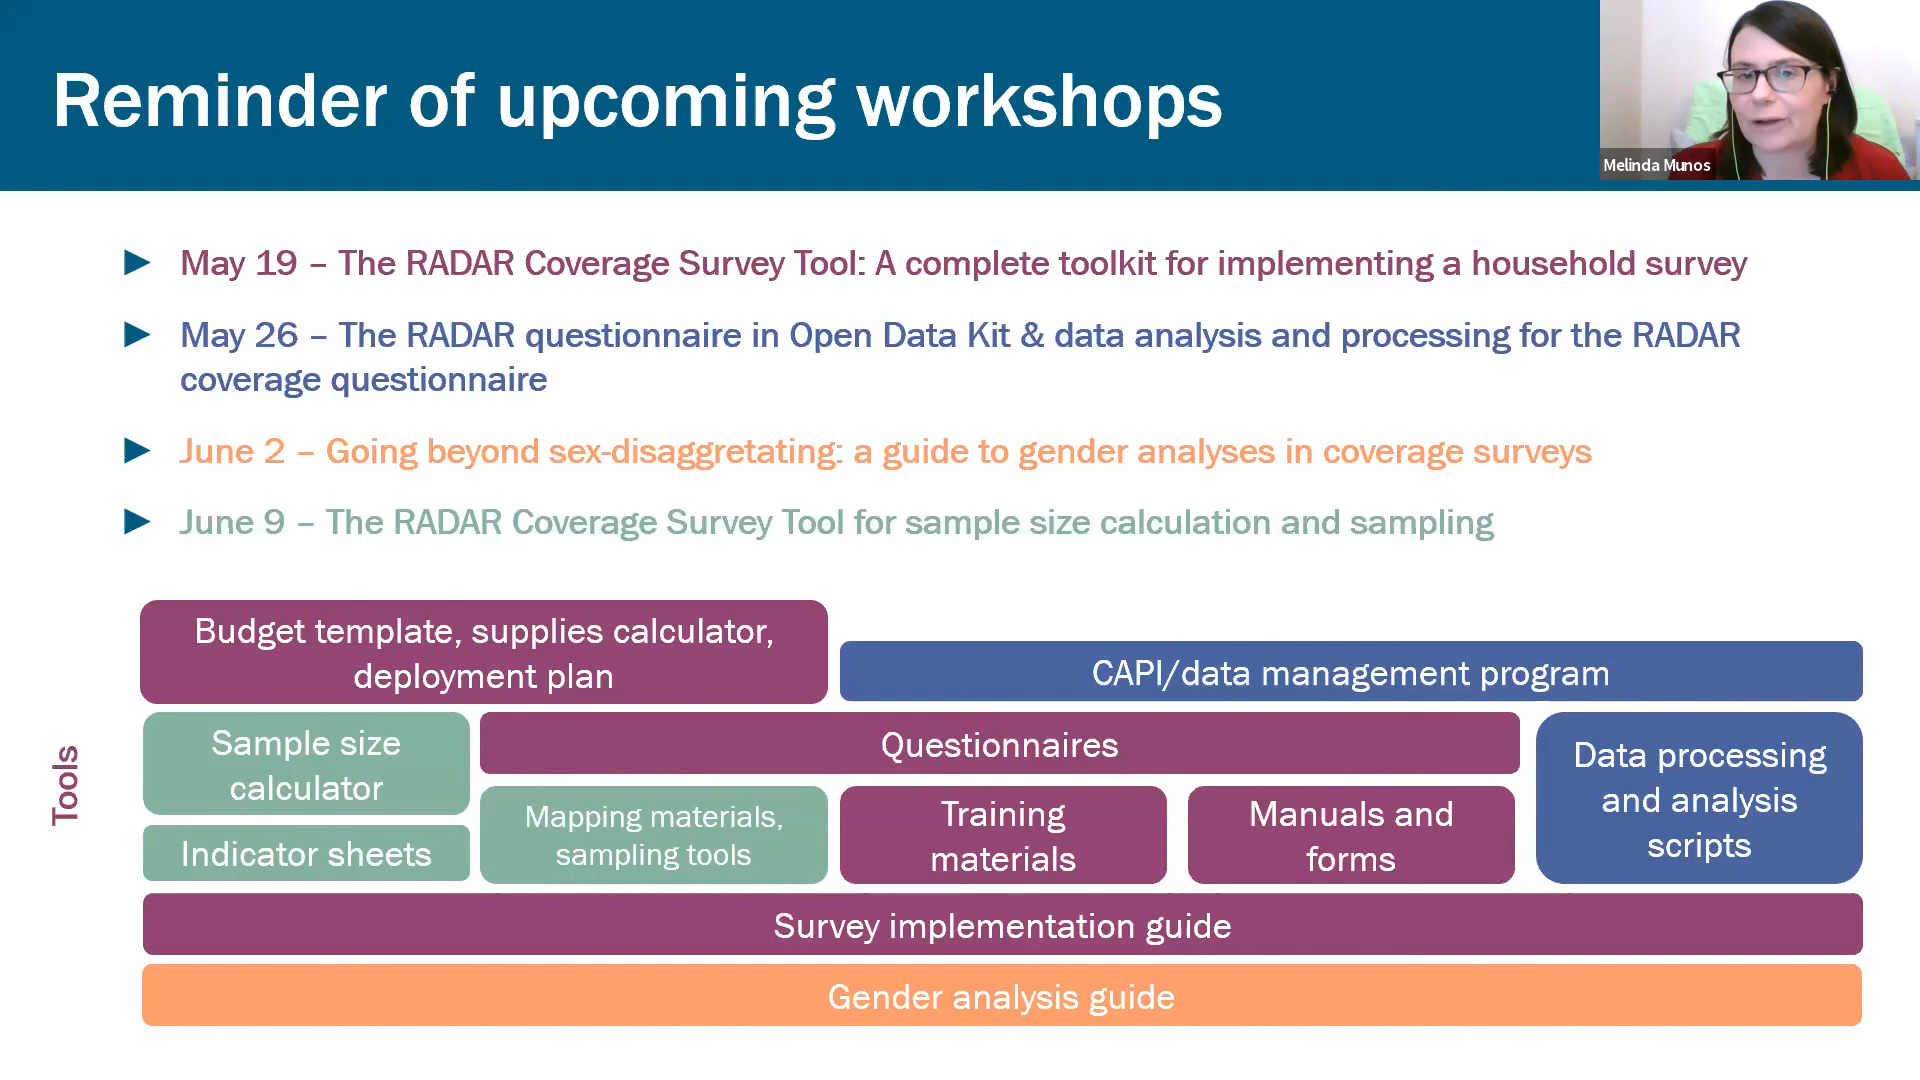 Reminder of upcoming workshops
Melinda Munos
May 19 – The RADAR Coverage Survey Tool: A complete toolkit for implementing a household survey
May 26 – The RADAR questionnaire in Open Data Kit & data analysis and processing for the RADAR
coverage questionnaire
June 2 – Going beyond sex-disaggretating: a guide to gender analyses in coverage surveys
June 9 – The RADAR Coverage Survey Tool for sample size calculation and sampling
Tools
Budget template, supplies calculator,
deployment plan
CAPI/data management program
Sample size
calculator
Questionnaires
Data processing
and analysis
scripts
Indicator sheets
Mapping materials,
sampling tools
Training
materials
Manuals and
forms
Survey implementation guide
Gender analysis guide